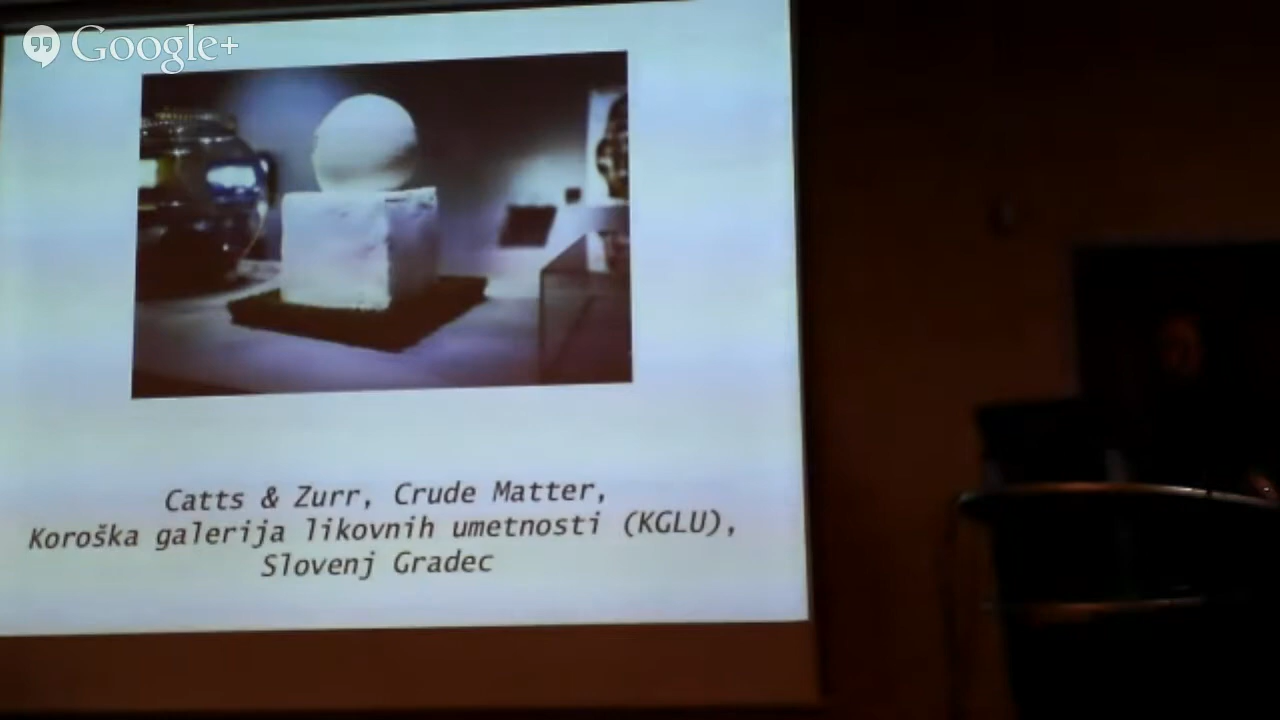 Google+
Catts & Zurr, Crude Matter,
Koroška galerija likovnih umetnosti (KGLU),
Slovenj Gradec